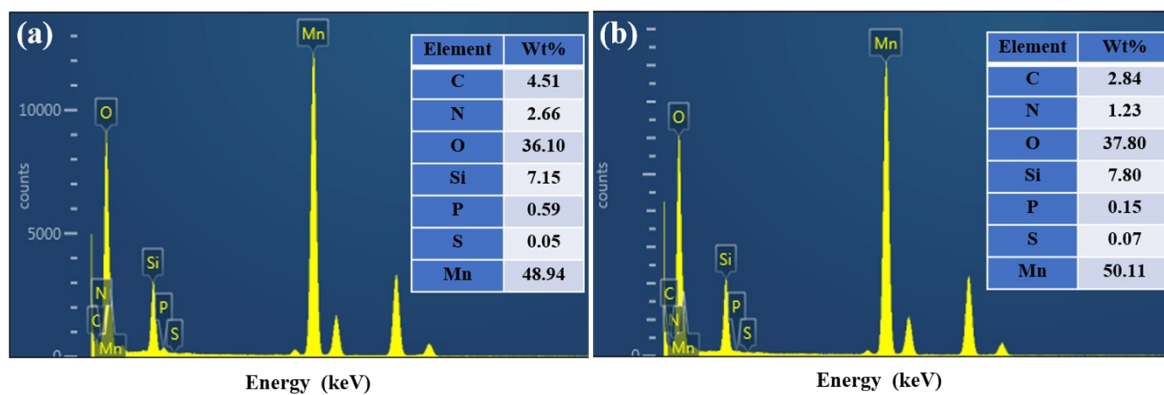 (a)
Mn
O
10000
counts
5000
Si
N
P
C
S
Mn
0
Energy (keV)
Element Wt%
C 4.51
N 2.66
O 36.10
Si 7.15
P 0.59
S 0.05
Mn 48.94
(b)
Mn
O
counts
Si
C
P
N
S
Mn
0
Energy (keV)
Element Wt%
C 2.84
N 1.23
O 37.80
Si 7.80
P 0.15
S 0.07
Mn 50.11